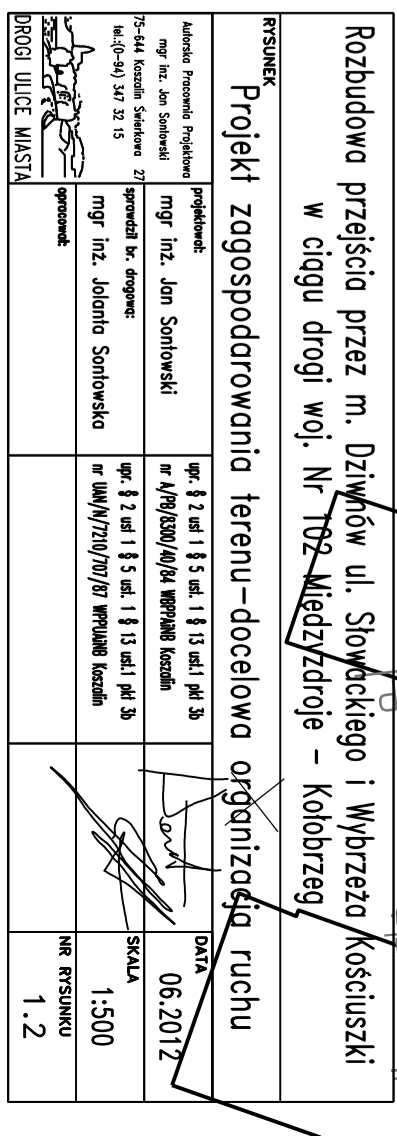 Rozbudowa przejścia przez m. Dziwnów ul. Słowackiego i Wybrzeża Kościuszki
w ciągu drogi woj. Nr 102 Międzyzdroje - Kołobrzeg
RYSUNEK
Projekt zagospodarowania terenu-docelowa organizacja ruchu
Autorska Pracownia Projektowa
mgr inż. Jan Sontowski
75-644 Koszalin Świerkowa 27
tel.:(0-94) 347 32 15
DROGI ULICE MIASTA
projektował:
mgr inż. Jan Sontowski
upr. § 2 ust 1 § 5 ust. 1 § 13 ust.1 pkt 3b
nr A/PB/8300/40/84 WBPPAiNB Koszalin
DATA
06.2012
sprawdził br. drogowa:
mgr inż. Jolanta Sontowska
upr. § 2 ust 1 § 5 ust. 1 § 13 ust.1 pkt 3b
nr UAN/N/7210/707/87 WPPUAiNB Koszalin
SKALA
1:500
opracował:
NR RYSUNKU
1.2